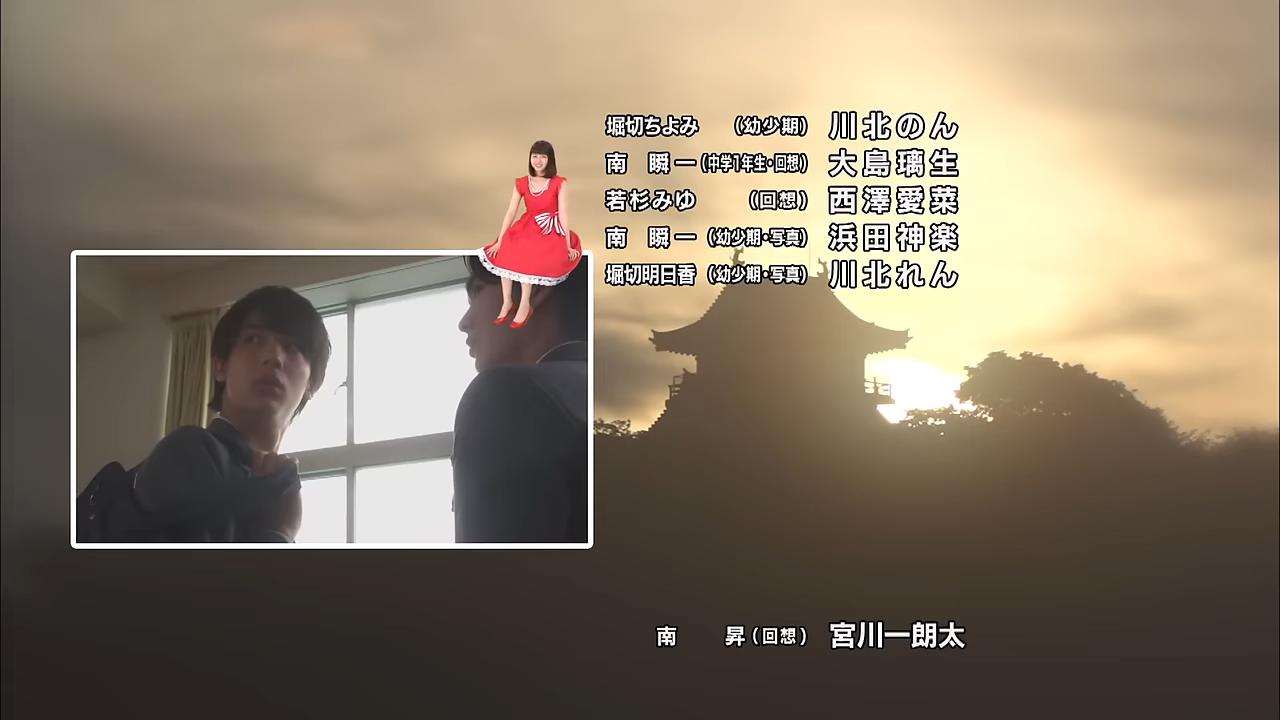 堀切ちよみ (幼少期) 川北のん
南 瞬一(中学1年生・回想) 大島璃生
若杉みゆ (回想) 西澤愛菜
南 瞬一(幼少期・写真) 浜田神楽
堀切明日香(幼少期・写真) 川北れん
南 昇(回想) 宮川一朗太